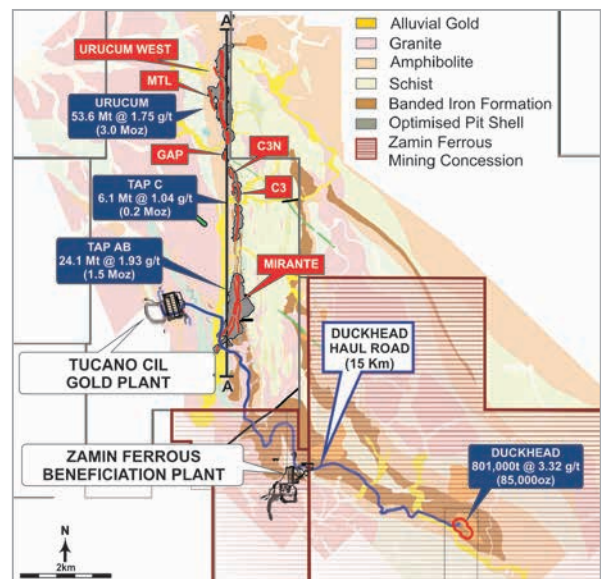 A
URUCUM WEST
MTL
URUCUM
53.6 Mt @ 1.75 g/t
(3.0 Moz)
GAP
C3N
TAP C
6.1 Mt @ 1.04 g/t
(0.2 Moz)
C3
TAP AB
24.1 Mt @ 1.93 g/t
(1.5 Moz)
MIRANTE
TUCANO CIL
GOLD PLANT
A
DUCKHEAD
HAUL ROAD
(15 Km)
ZAMIN FERROUS
BENEFICIATION PLANT
DUCKHEAD
801,000t @ 3.32 g/t
(85,000oz)
N
2km
Alluvial Gold
Granite
Amphibolite
Schist
Banded Iron Formation
Optimised Pit Shell
Zamin Ferrous
Mining Concession